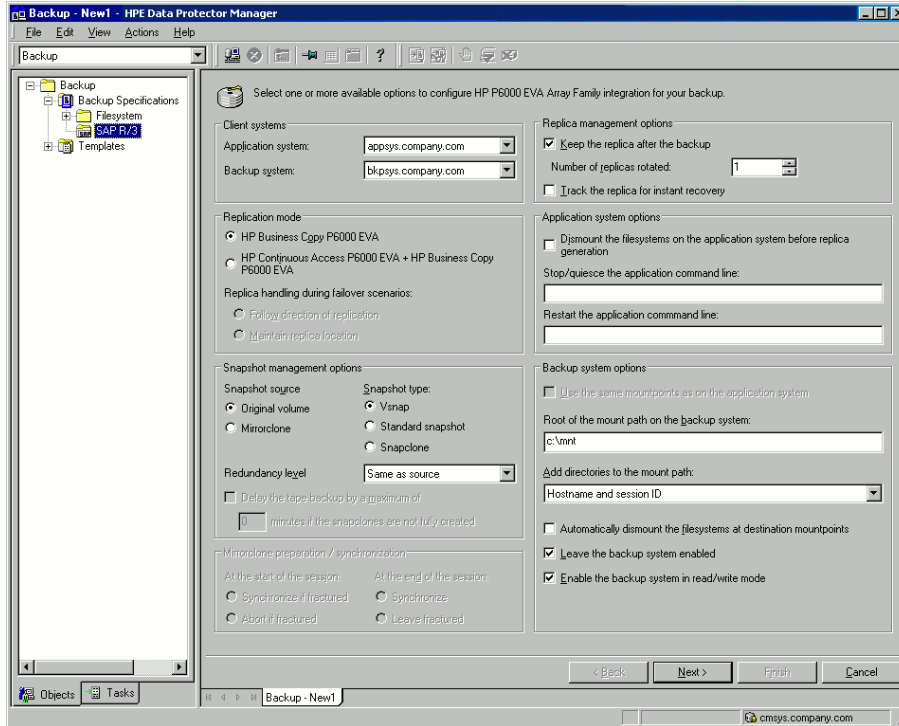 Backup - New1 - HPE Data Protector Manager
File Edit View Actions Help
Backup
Backup
Backup Specifications
Filesystem
SAP R/3
Templates
Objects
Tasks
Select one or more available options to configure HP P6000 EVA Array Family integration for your backup.
Client systems
Application system:
appsys.company.com
Backup system:
bkpsys.company.com
Replication mode
HP Business Copy P6000 EVA
HP Continuous Access P6000 EVA + HP Business Copy
P6000 EVA
Replica handling during failover scenarios:
Follow direction of replication
Maintain replica location
Snapshot management options
Snapshot source
Original volume
Mirrorclone
Snapshot type:
Vsnap
Standard snapshot
Snapclone
Redundancy level
Same as source
Delay the tape backup by a maximum of
0 minutes if the snapclones are not fully created
Mirrorclone preparation / synchronization
At the start of the session:
Synchronize if fractured
Abort if fractured
At the end of the session:
Synchronize
Leave fractured
Replica management options
Keep the replica after the backup
Number of replicas rotated:
1
Track the replica for instant recovery
Application system options
Dismount the filesystems on the application system before replica
generation
Stop/quiesce the application command line:
Restart the application commmand line:
Backup system options
Use the same mountpoints as on the application system
Root of the mount path on the backup system:
c:\mnt
Add directories to the mount path:
Hostname and session ID
Automatically dismount the filesystems at destination mountpoints
Leave the backup system enabled
Enable the backup system in read/write mode
< Back
Next >
Finish
Cancel
Backup - New1
cmsys.company.com